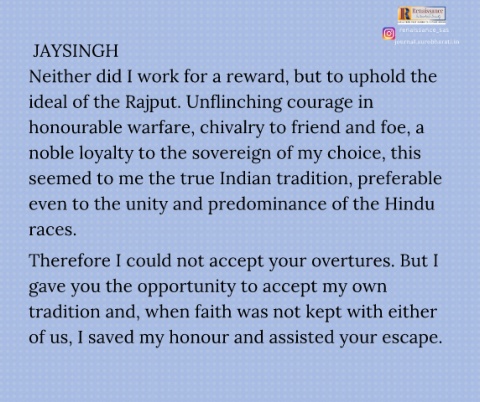 JAYSINGH
Neither did I work for a reward, but to uphold the
ideal of the Rajput. Unflinching courage in
honourable warfare, chivalry to friend and foe, a
noble loyalty to the sovereign of my choice, this
seemed to me the true Indian tradition, preferable
even to the unity and predominance of the Hindu
races.
Therefore I could not accept your overtures. But I
gave you the opportunity to accept my own
tradition and, when faith was not kept with either
of us, I saved my honour and assisted your escape.